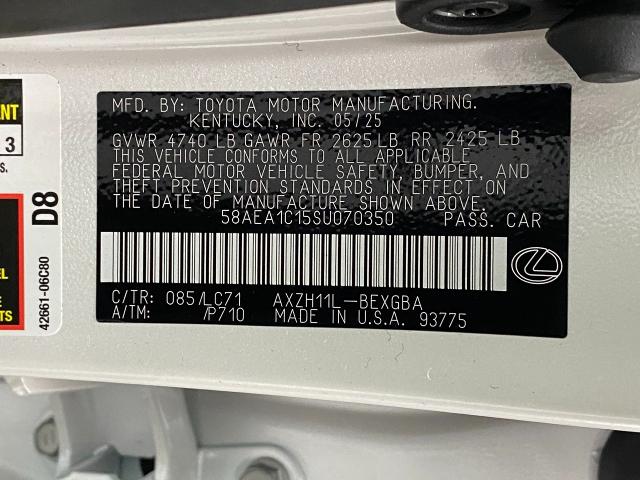 MFD. BY: TOYOTA MOTOR MANUFACTURING.
KENTUCKY, INC. 05/25
GVWR 4740 LB GAWR FR 2625 LB RR 2425 LB
THIS VEHICLE CONFORMS TO ALL APPLICABLE
FEDERAL MOTOR VEHICLE SAFETY, BUMPER, AND
THEFT PREVENTION STANDARDS IN EFFECT ON
THE DATE OF MANUFACTURE SHOWN ABOVE.
58AEA1C15SU070350 PASS. CAR
C/TR: 085/LC71 AXZH11L-BEXGBA
A/TM: /P710 MADE IN U.S.A. 93775
D8
42661-06C80
3